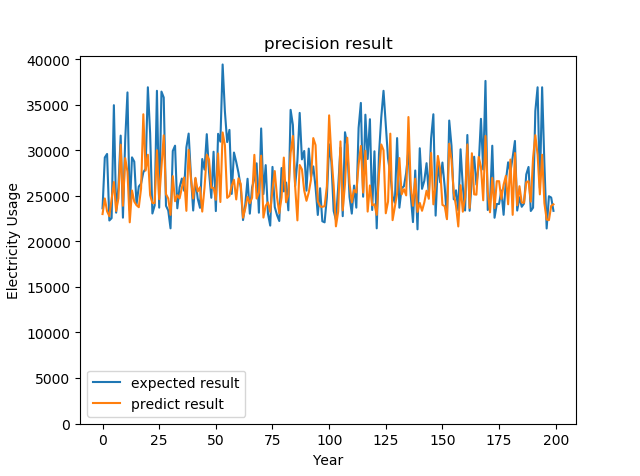 precision result
40000
35000
30000
25000
20000
15000
10000
5000
0
Electricity Usage
expected result
predict result
0 25 50 75 100 125 150 175 200
Year